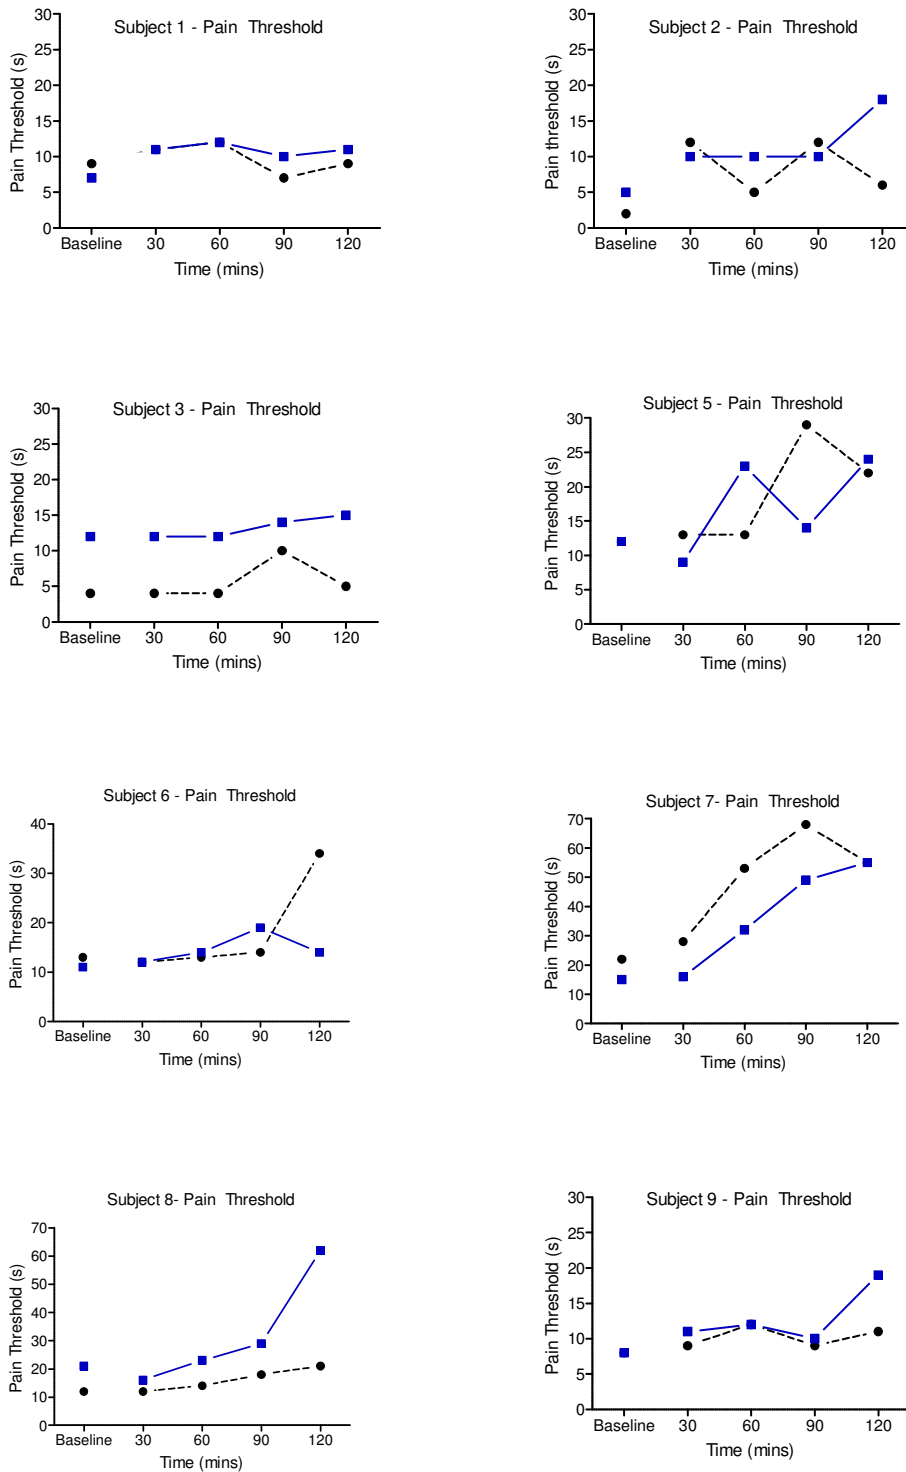 Subject 1 - Pain Threshold
30
25
20
15
10
5
0
Pain Threshold (s)
Baseline 30 60 90 120
Time (mins)
Subject 2 - Pain Threshold
30
25
20
15
10
5
0
Pain threshold (s)
Baseline 30 60 90 120
Time (mins)
Subject 3 - Pain Threshold
30
25
20
15
10
5
0
Pain Threshold (s)
Baseline 30 60 90 120
Time (mins)
Subject 5 - Pain Threshold
30
25
20
15
10
5
0
Pain Threshold (s)
Baseline 30 60 90 120
Time (mins)
Subject 6 - Pain Threshold
40
30
20
10
0
Pain Threshold (s)
Baseline 30 60 90 120
Time (mins)
Subject 7- Pain Threshold
70
60
50
40
30
20
10
0
Pain Threshold (s)
Baseline 30 60 90 120
Time (mins)
Subject 8- Pain Threshold
70
60
50
40
30
20
10
0
Pain Threshold (s)
Baseline 30 60 90 120
Time (mins)
Subject 9 - Pain Threshold
30
25
20
15
10
5
0
Pain Threshold (s)
Baseline 30 60 90 120
Time (mins)